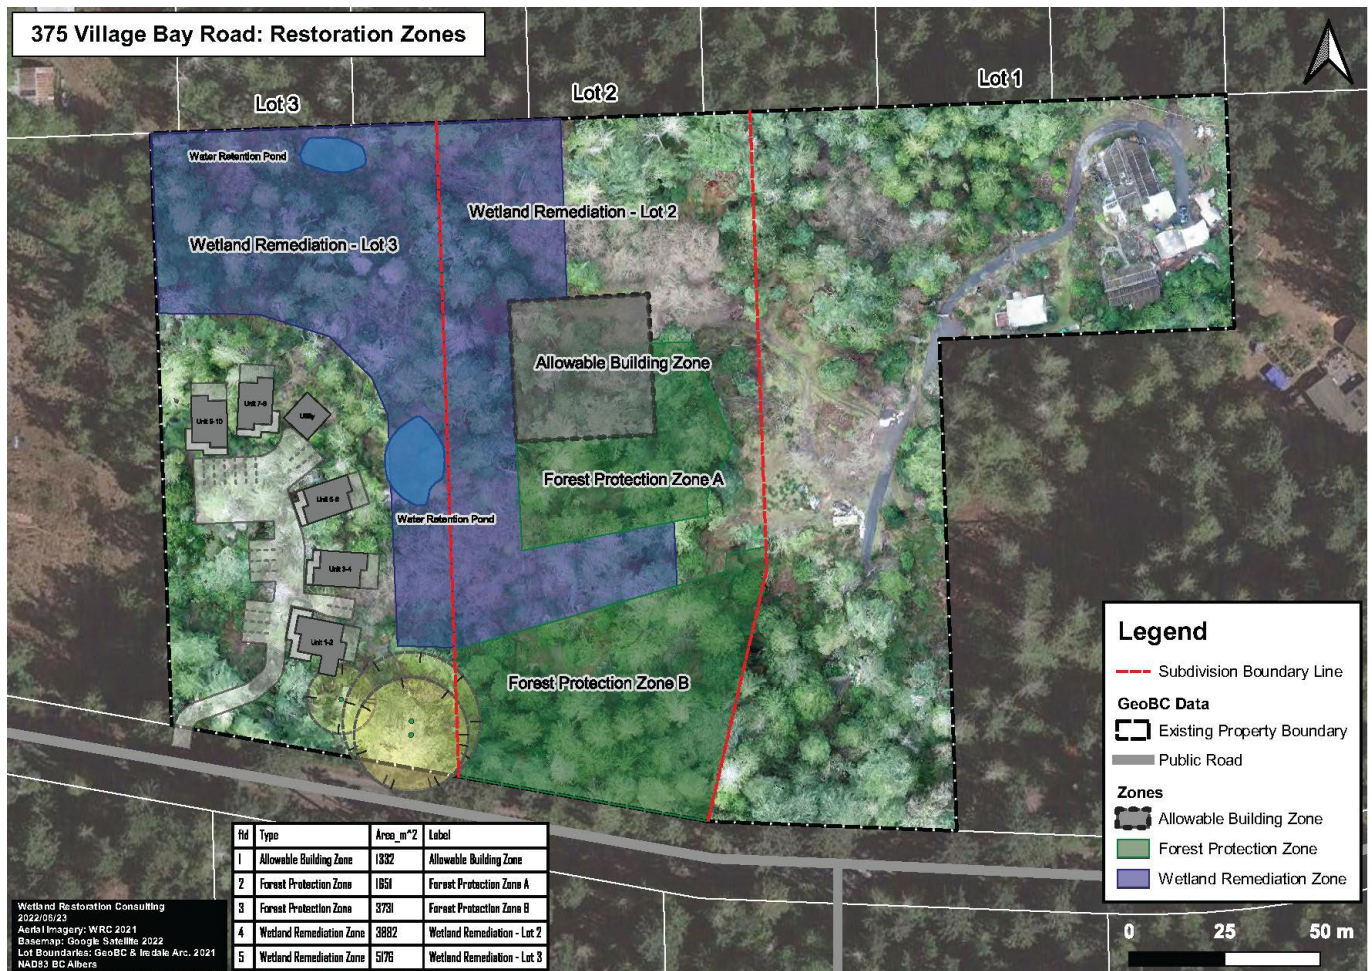 375 Village Bay Road: Restoration Zones
Lot 3
Lot 2
Lot 1
Water Retention Pond
Wetland Remediation - Lot 2
Wetland Remediation - Lot 3
Allowable Building Zone
Unit 9-10
Unit 7-8
Utility
Forest Protection Zone A
Unit 5-6
Water Retention Pond
Unit 3-4
Unit 1-2
Forest Protection Zone B
Legend
Subdivision Boundary Line
GeoBC Data
Existing Property Boundary
Public Road
Zones
Allowable Building Zone
Forest Protection Zone
Wetland Remediation Zone
0 25 50 m
fid Type Area_m^2 Label
1 Allowable Building Zone 1332 Allowable Building Zone
2 Forest Protection Zone 1651 Forest Protection Zone A
3 Forest Protection Zone 3731 Forest Protection Zone B
4 Wetland Remediation Zone 3882 Wetland Remediation - Lot 2
5 Wetland Remediation Zone 5176 Wetland Remediation - Lot 3
Wetland Restoration Consulting
2022/06/23
Aerial Imagery: WRC 2021
Basemap: Google Satellite 2022
Lot Boundaries: GeoBC & Iredale Arc. 2021
NAD83 BC Albers